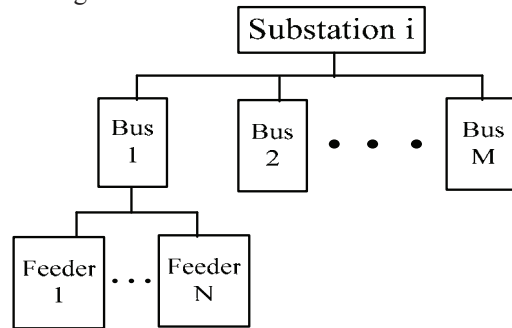 Substation i
Bus
1
Bus
2
• • •
Bus
M
Feeder
1
...
Feeder
N